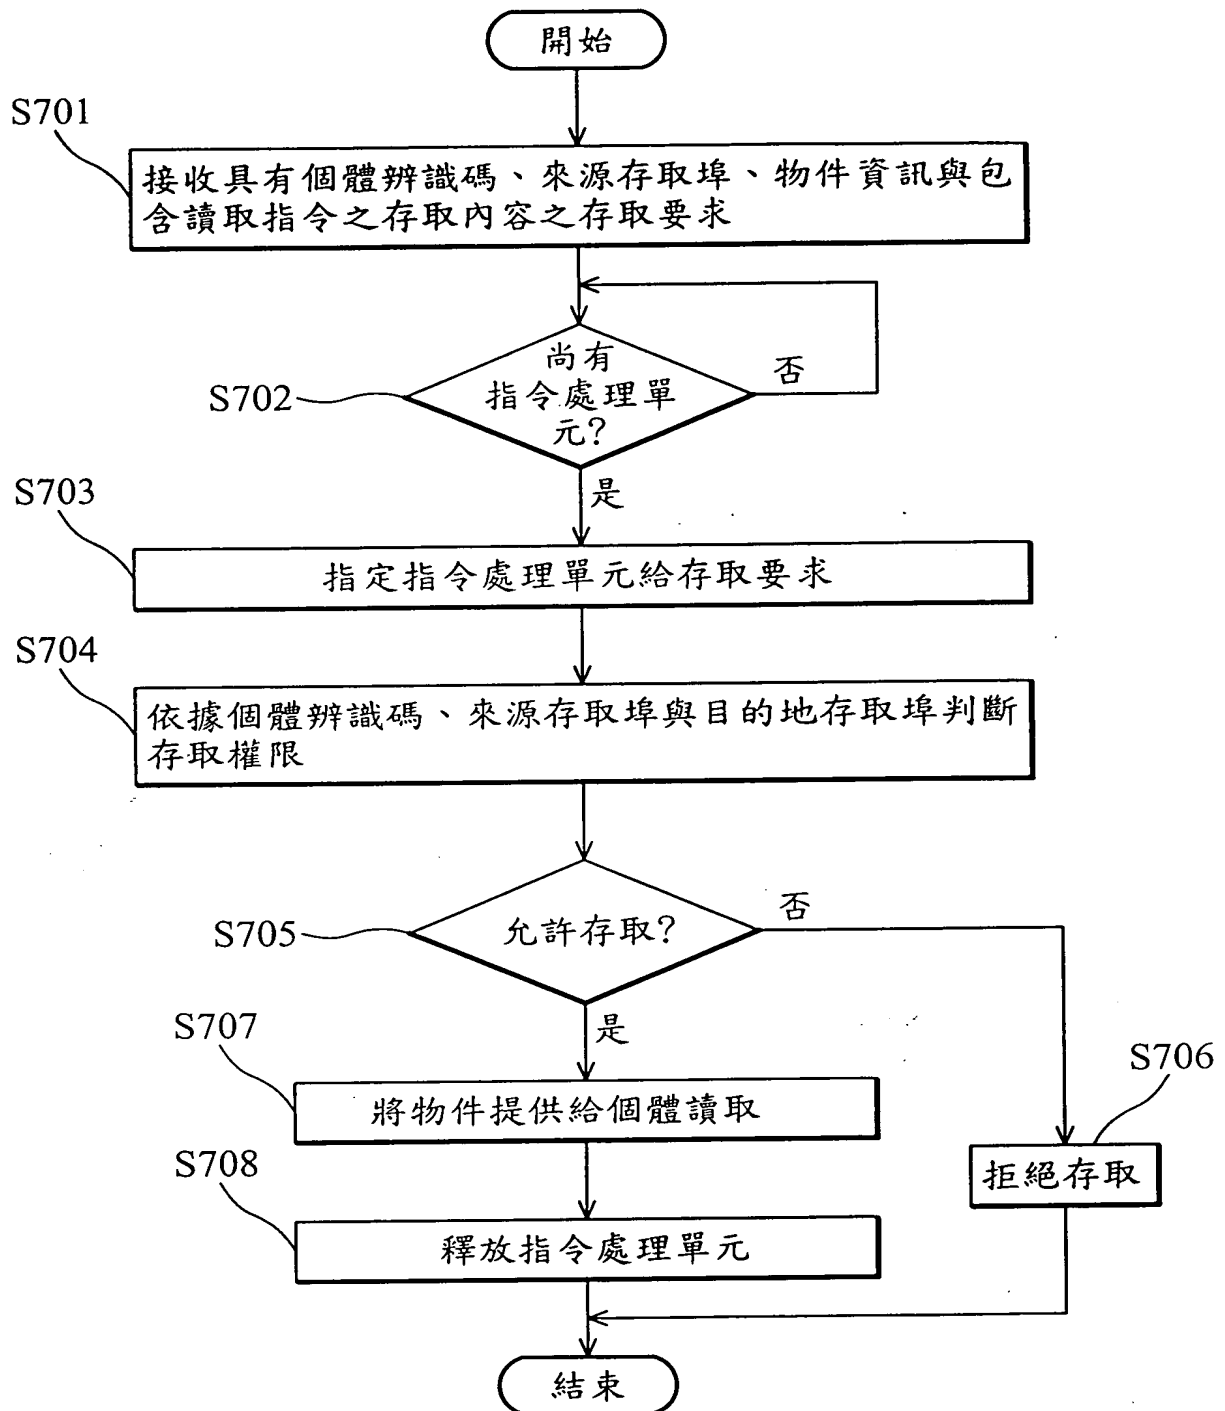 開始
S701
接收具有個體辨識碼、來源存取埠、物件資訊與包
含讀取指令之存取內容之存取要求
尚有
指令處理單
元?
否
S702
是
S703
指定指令處理單元給存取要求
S704
依據個體辨識碼、來源存取埠與目的地存取埠判斷
存取權限
否
S705
允許存取?
是
S707
S706
將物件提供給個體讀取
S708
拒絕存取
釋放指令處理單元
結束